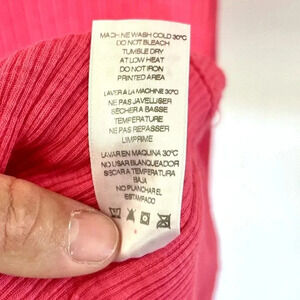 MACHINE WASH COLD 30°C
DO NOT BLEACH
TUMBLE DRY
AT LOW HEAT
DO NOT IRON
PRINTED AREA
LAVER A LA MACHINE 30°C
NE PAS JAVELLISER
SECHER A BASSE
TEMPERATURE
NE PAS REPASSER
L'IMPRIME
LAVAR EN MAQUINA 30°C
NO USAR BLANQUEADOR
SECAR A TEMPERATURA
BAJA
NO PLANCHAR EL
ESTAMPADO